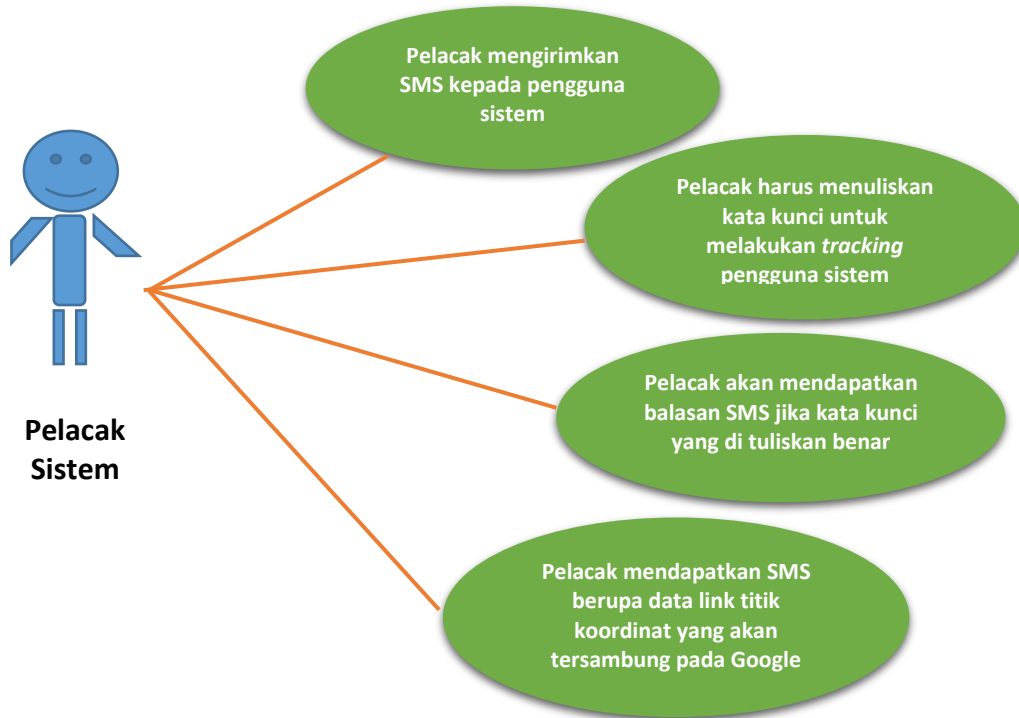 Pelacak mengirimkan
SMS kepada pengguna
sistem
Pelacak harus menuliskan
kata kunci untuk
melakukan tracking
pengguna sistem
Pelacak akan mendapatkan
balasan SMS jika kata kunci
yang di tuliskan benar
Pelacak
Sistem
Pelacak mendapatkan SMS
berupa data link titik
koordinat yang akan
tersambung pada Google